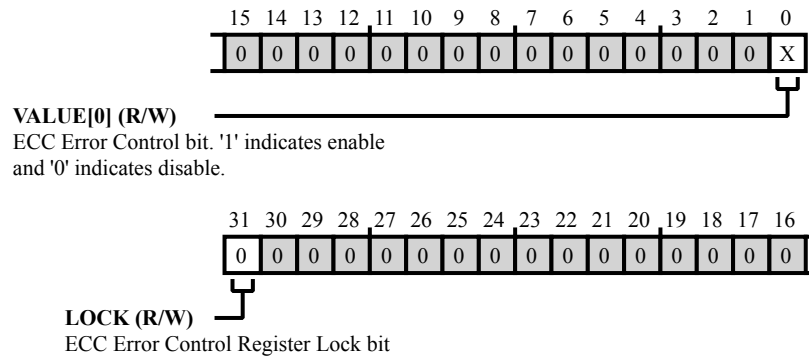 15 14 13 12 11 10 9 8 7 6 5 4 3 2 1 0
0 0 0 0 0 0 0 0 0 0 0 0 0 0 0 X
VALUE[0] (R/W)
ECC Error Control bit. '1' indicates enable
and '0' indicates disable.
31 30 29 28 27 26 25 24 23 22 21 20 19 18 17 16
0 0 0 0 0 0 0 0 0 0 0 0 0 0 0 0
LOCK (R/W)
ECC Error Control Register Lock bit